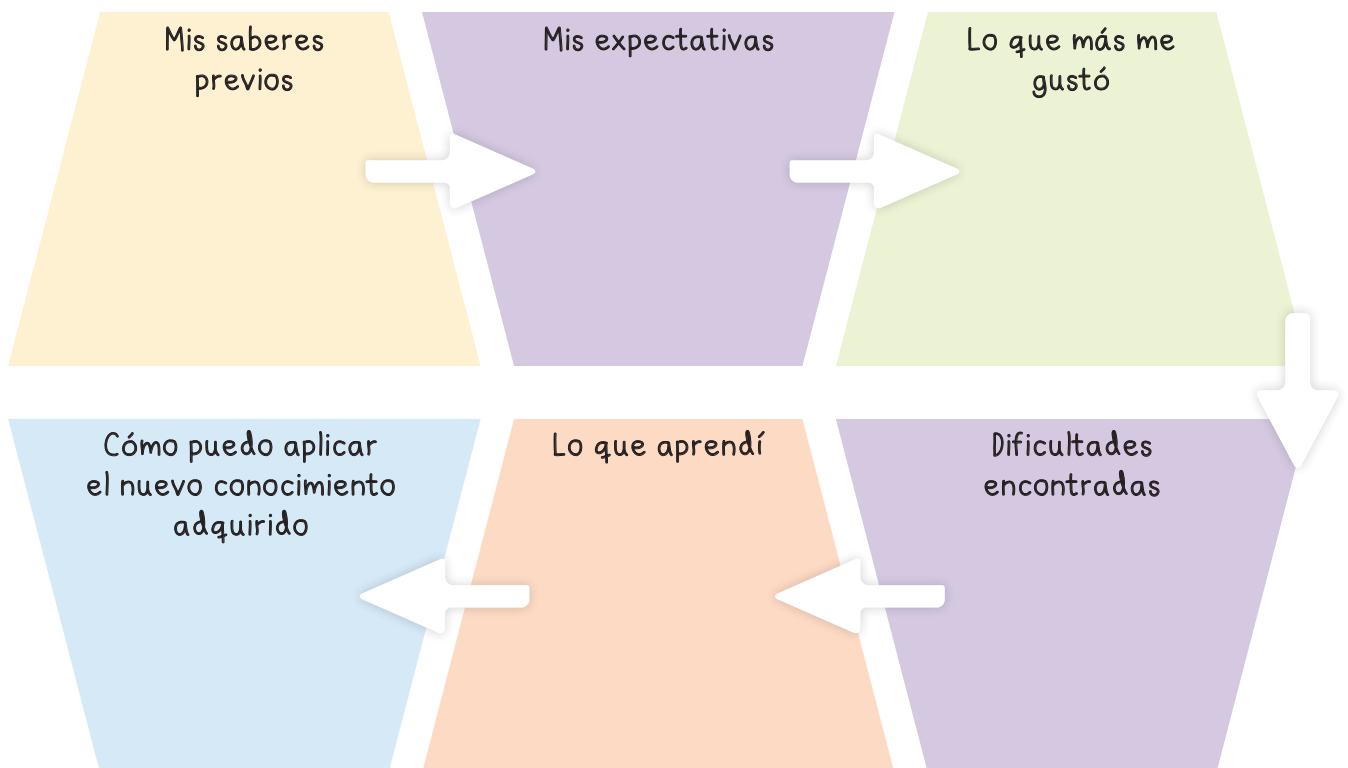 Mis saberes
previos
Mis expectativas
Lo que más me
gustó
Dificultades
encontradas
Lo que aprendí
Cómo puedo aplicar
el nuevo conocimiento
adquirido